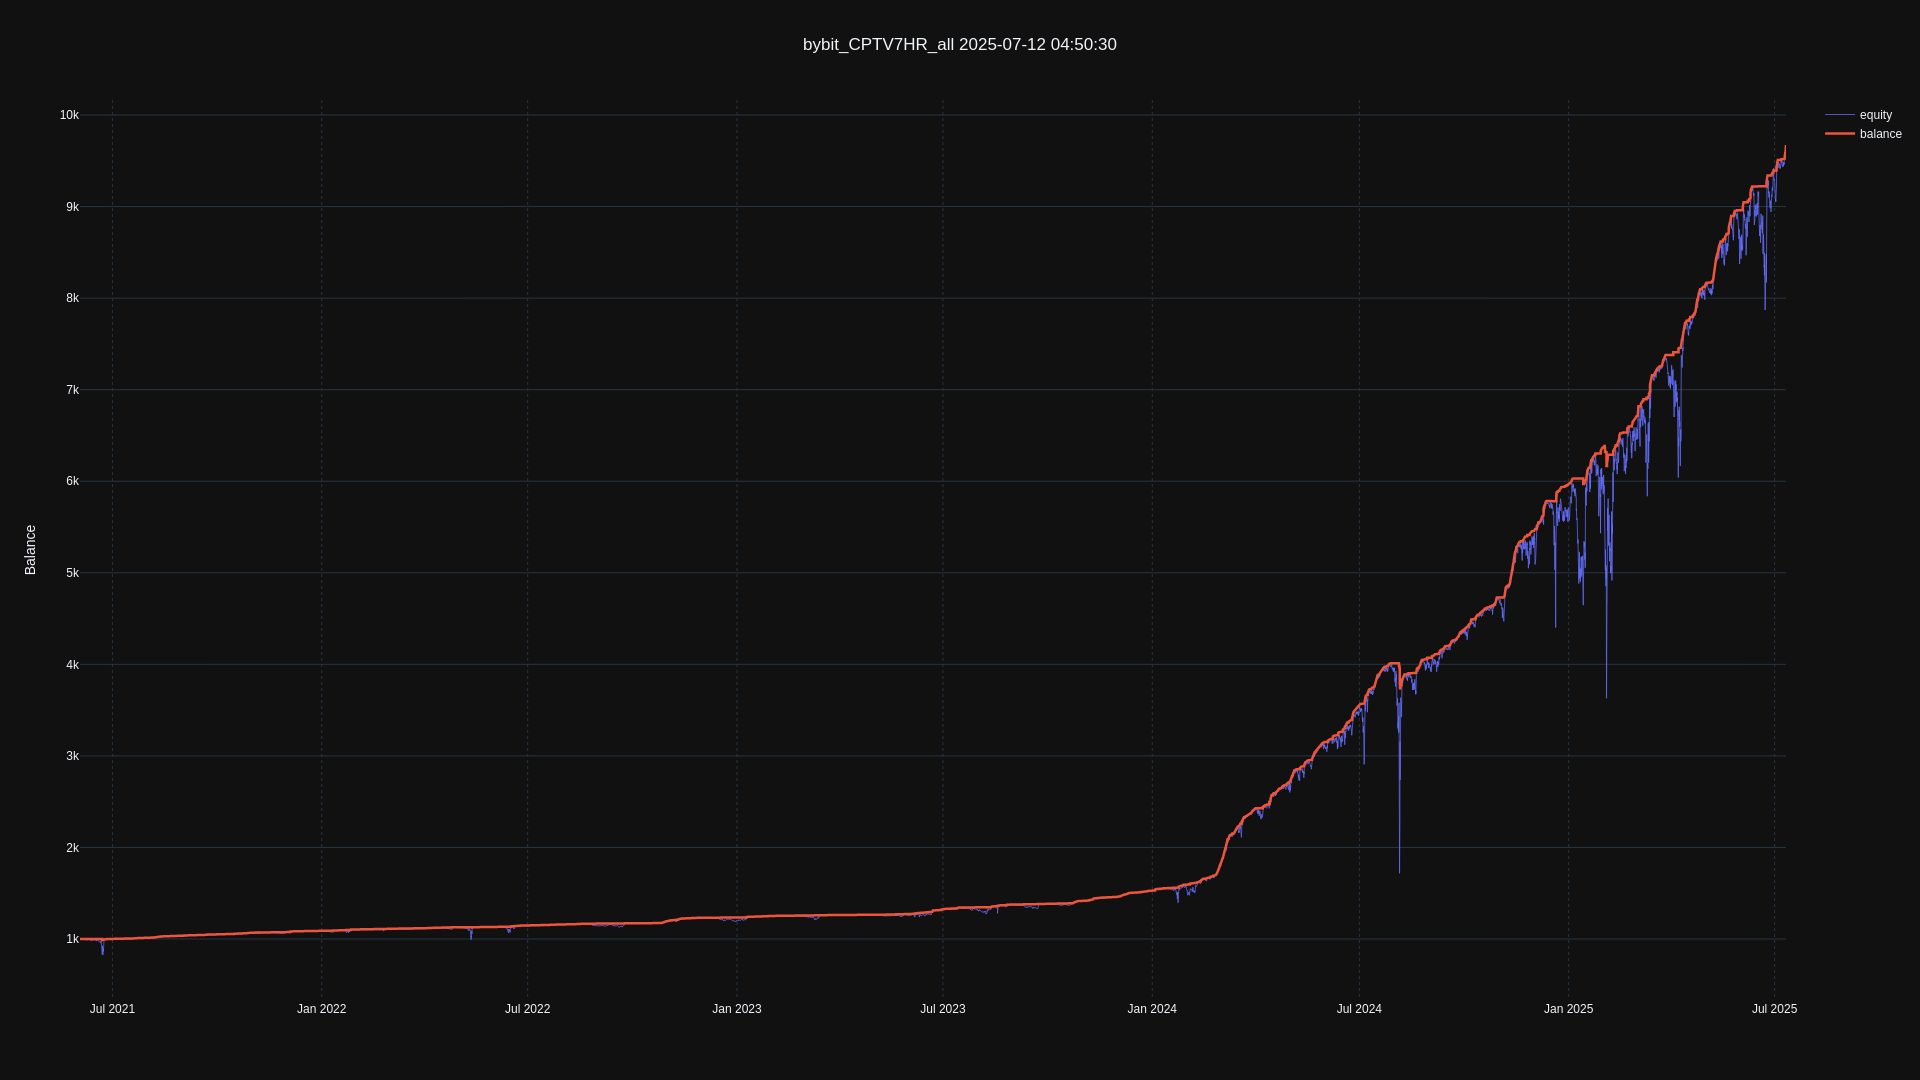 bybit_CPTV7HR_all 2025-07-12 04:50:30
equity
balance
10k
9k
8k
7k
6k
5k
4k
3k
2k
1k
Balance
Jul 2021
Jan 2022
Jul 2022
Jan 2023
Jul 2023
Jan 2024
Jul 2024
Jan 2025
Jul 2025